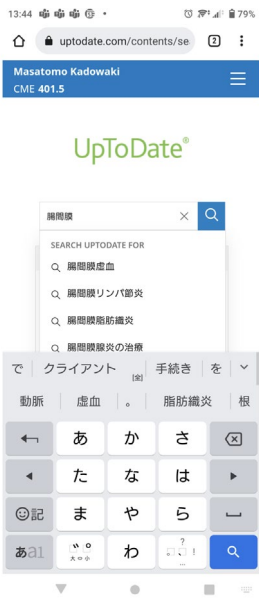 13:44
79%
uptodate.com/contents/se
2
Masatomo Kadowaki
CME 401.5
UpToDate®
腸間膜
SEARCH UPTODATE FOR
腸間膜虚血
腸間膜リンパ節炎
腸間膜脂肪織炎
腸間膜腺炎の治療
で クライアント [全] 手続き を
動脈 虚血 。 脂肪織炎 根
あ か さ
た な は
記 ま や ら
あa1 大⇔小 わ 、。?!…